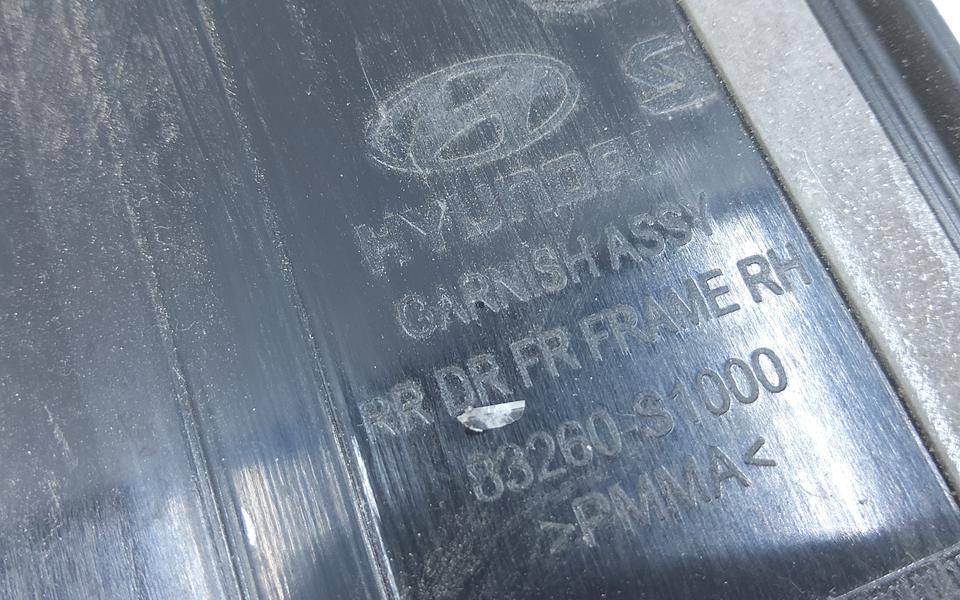 S
HYUNDAI
GARNISH ASSY
RR DR FR FRAME RH
83260-S1000
>PMMA<